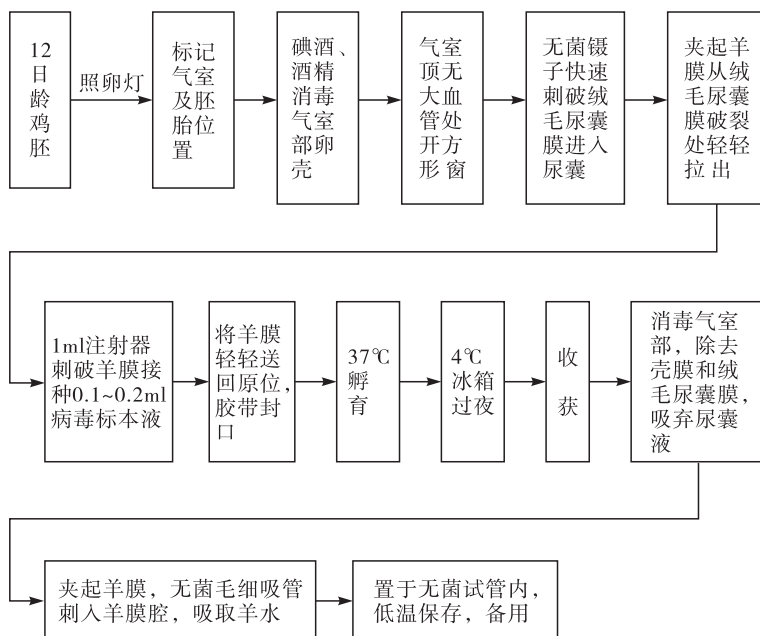 12
日
龄
鸡
胚
照卵灯
标记
气室
及胚
胎位
置
碘酒、
酒精
消毒
气室
部卵
壳
气室
顶无
大血
管处
开方
形窗
无菌镊
子快速
刺破绒
毛尿囊
膜进入
尿囊
夹起羊
膜从绒
毛尿囊
膜破裂
处轻轻
拉出
1ml注射器
刺破羊膜接
种0.1~0.2ml
病毒标本液
将羊膜
轻轻送
回原位，
胶带封
口
37℃
孵
育
4℃
冰箱
过夜
收
获
消毒气室
部，除去
壳膜和绒
毛尿囊膜，
吸弃尿囊
液
夹起羊膜，无菌毛细吸管
刺入羊膜腔，吸取羊水
置于无菌试管内，
低温保存，备用